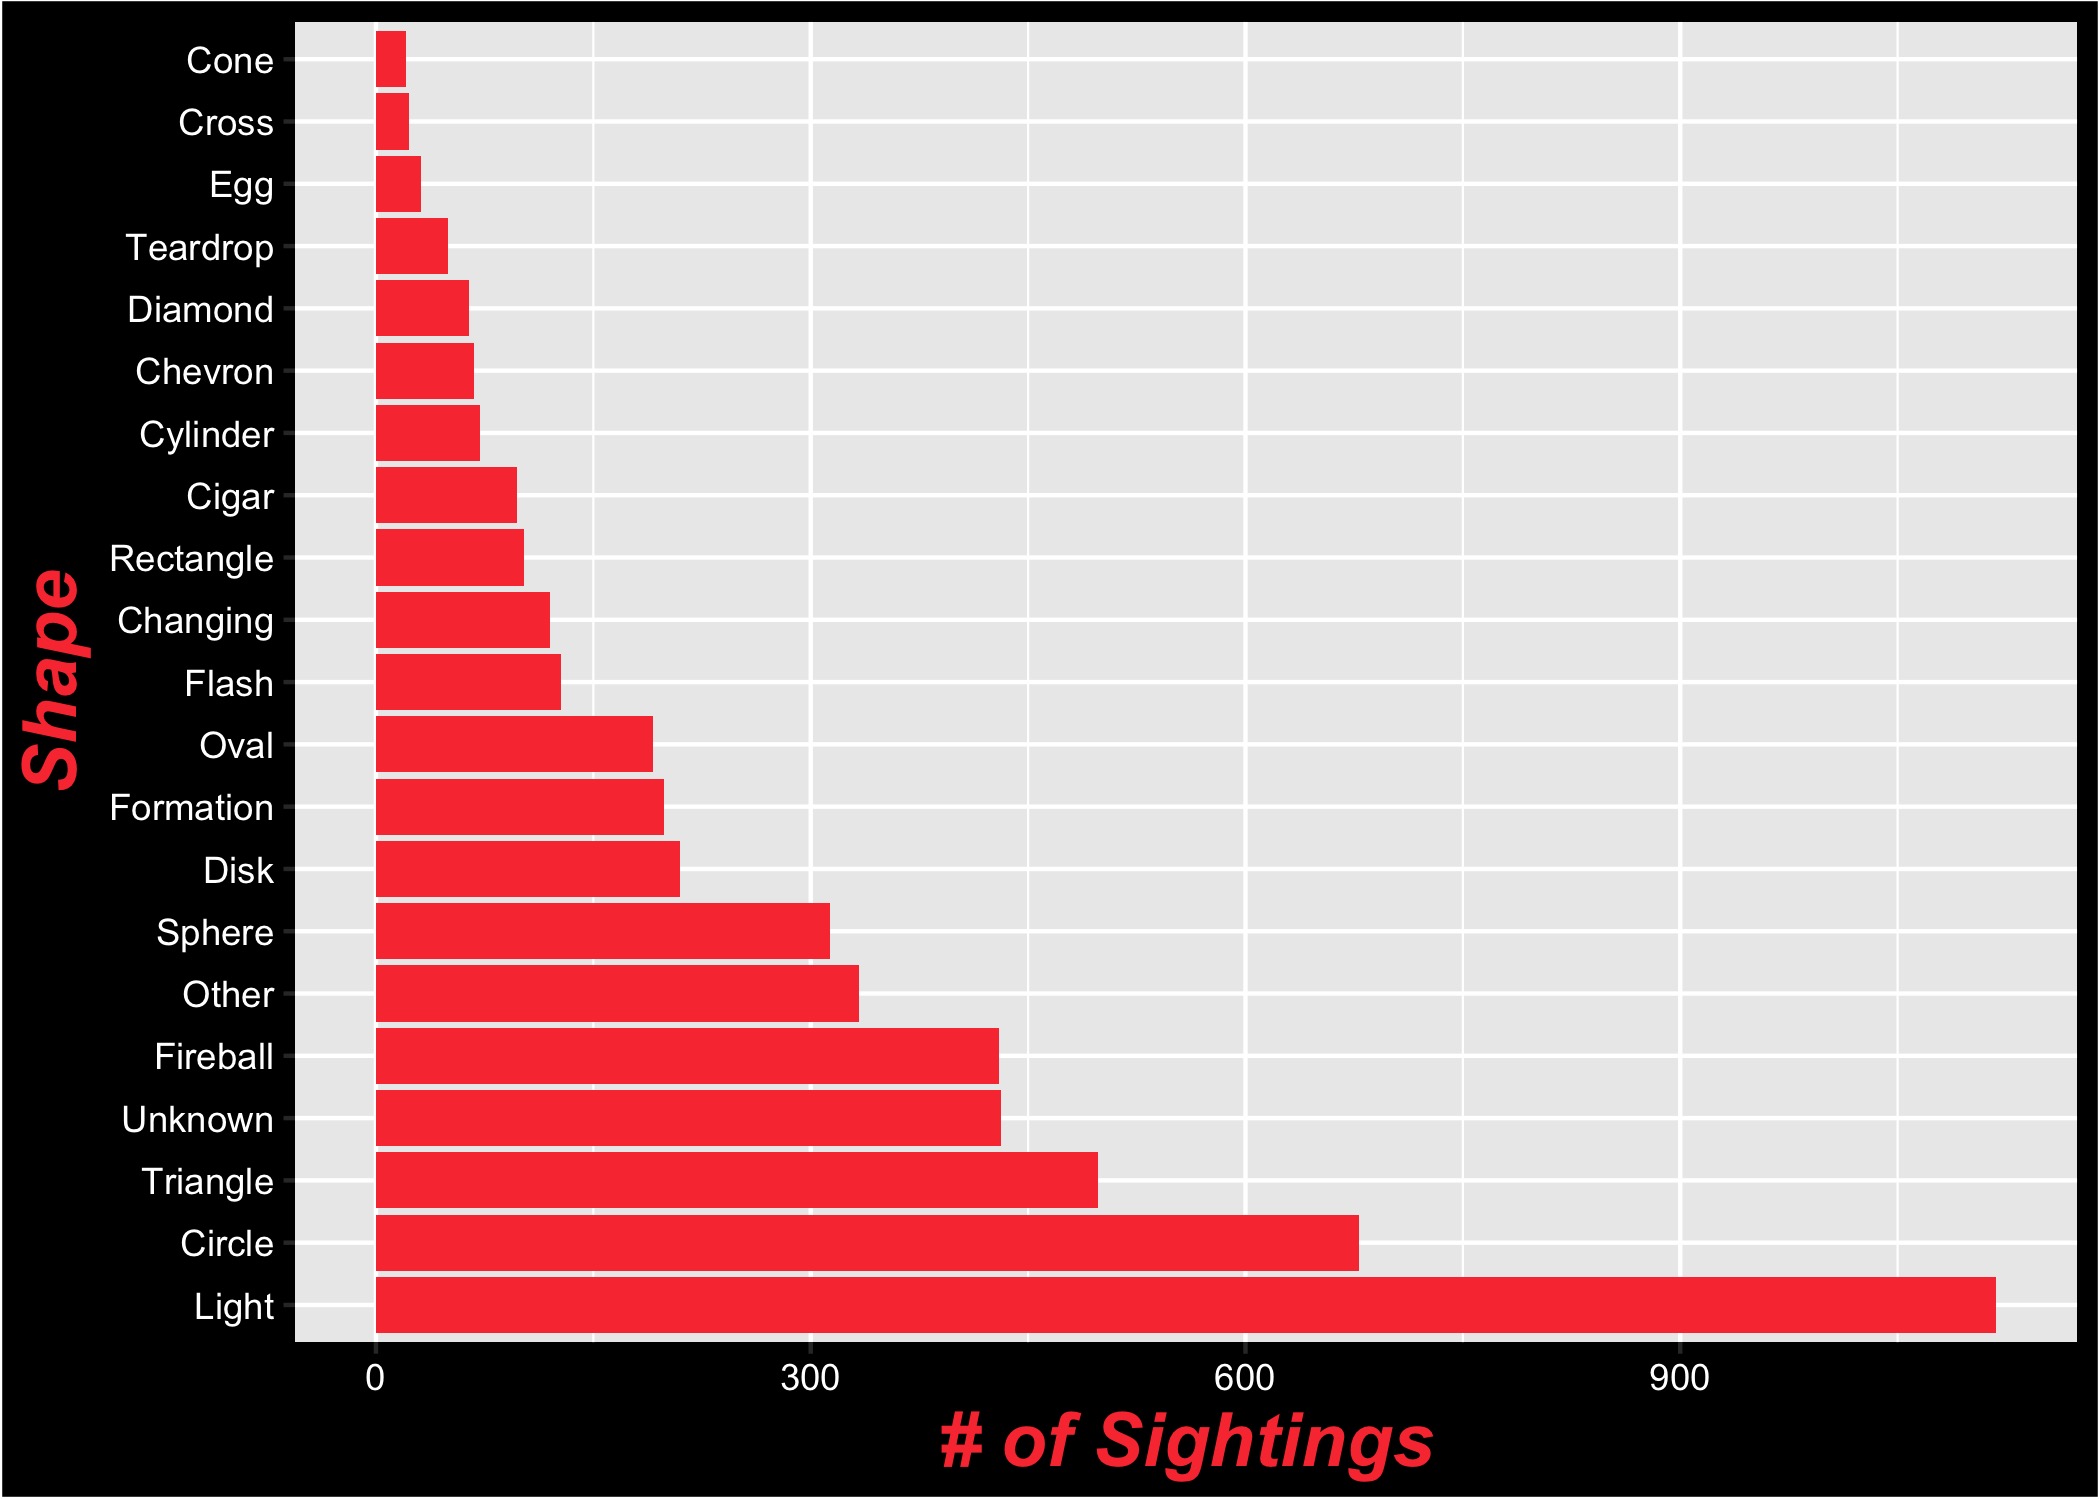 Cone
Cross
Egg
Teardrop
Diamond
Chevron
Cylinder
Cigar
Rectangle
Changing
Flash
Oval
Formation
Disk
Sphere
Other
Fireball
Unknown
Triangle
Circle
Light
Shape
0 300 600 900
# of Sightings